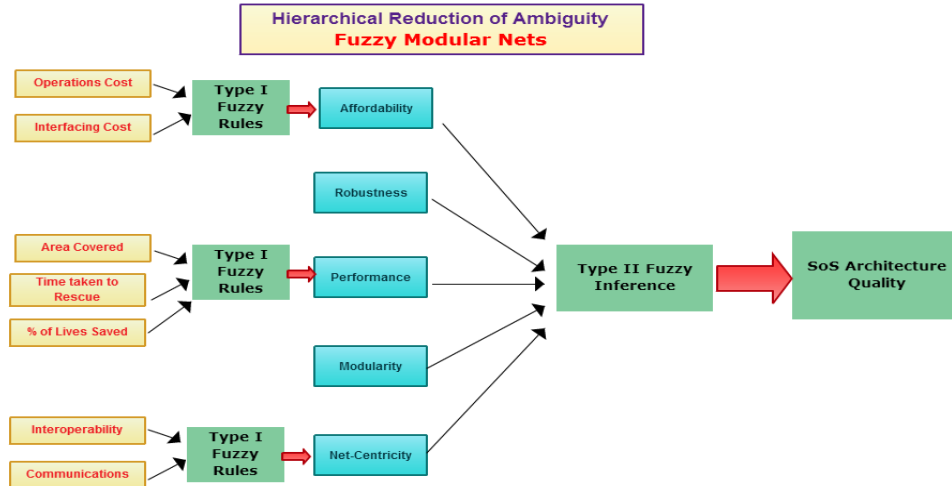 Hierarchical Reduction of Ambiguity
Fuzzy Modular Nets
Operations Cost
Interfacing Cost
Type I
Fuzzy
Rules
Affordability
Robustness
Area Covered
Time taken to
Rescue
% of Lives Saved
Type I
Fuzzy
Rules
Performance
Modularity
Interoperability
Communications
Type I
Fuzzy
Rules
Net-Centricity
Type II Fuzzy
Inference
SoS Architecture
Quality